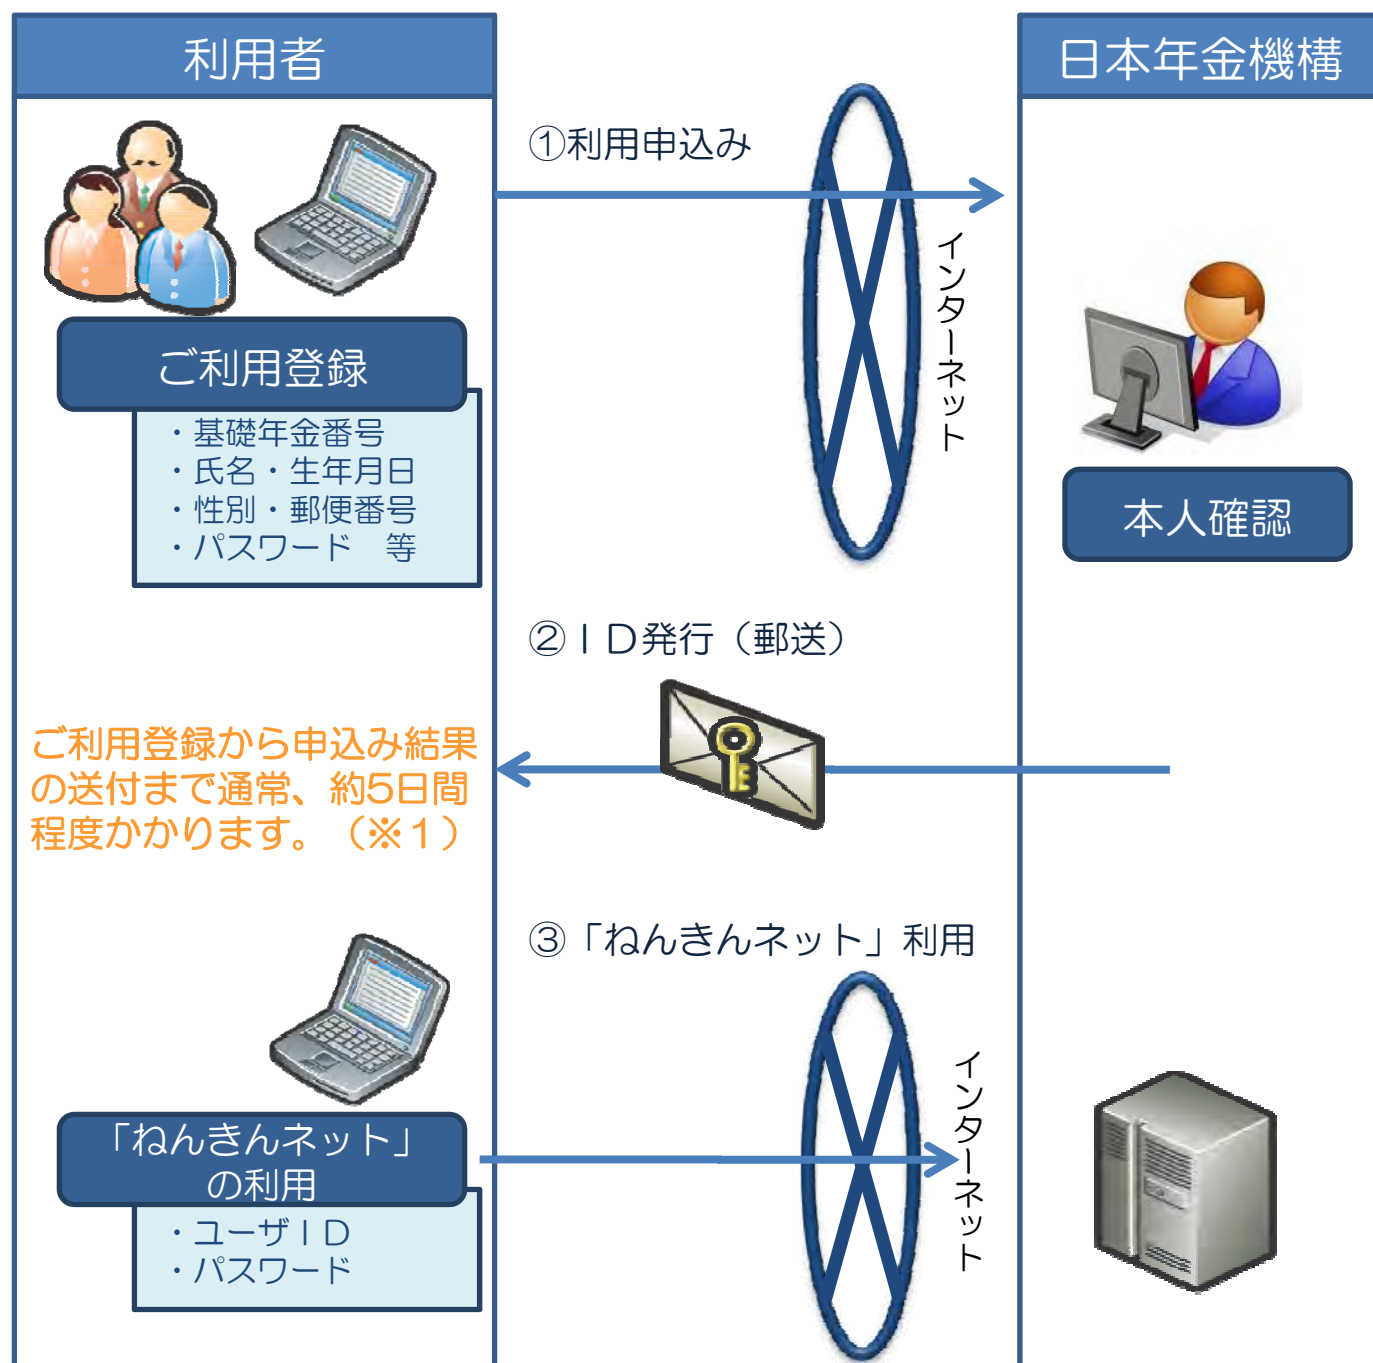 利用者
日本年金機構
①利用申込み
インターネット
ご利用登録
・基礎年金番号
・氏名・生年月日
・性別・郵便番号
・パスワード　等
本人確認
②ＩＤ発行（郵送）
ご利用登録から申込み結果
の送付まで通常、約5日間
程度かかります。（※１）
③「ねんきんネット」利用
インターネット
「ねんきんネット」
の利用
・ユーザＩＤ
・パスワード